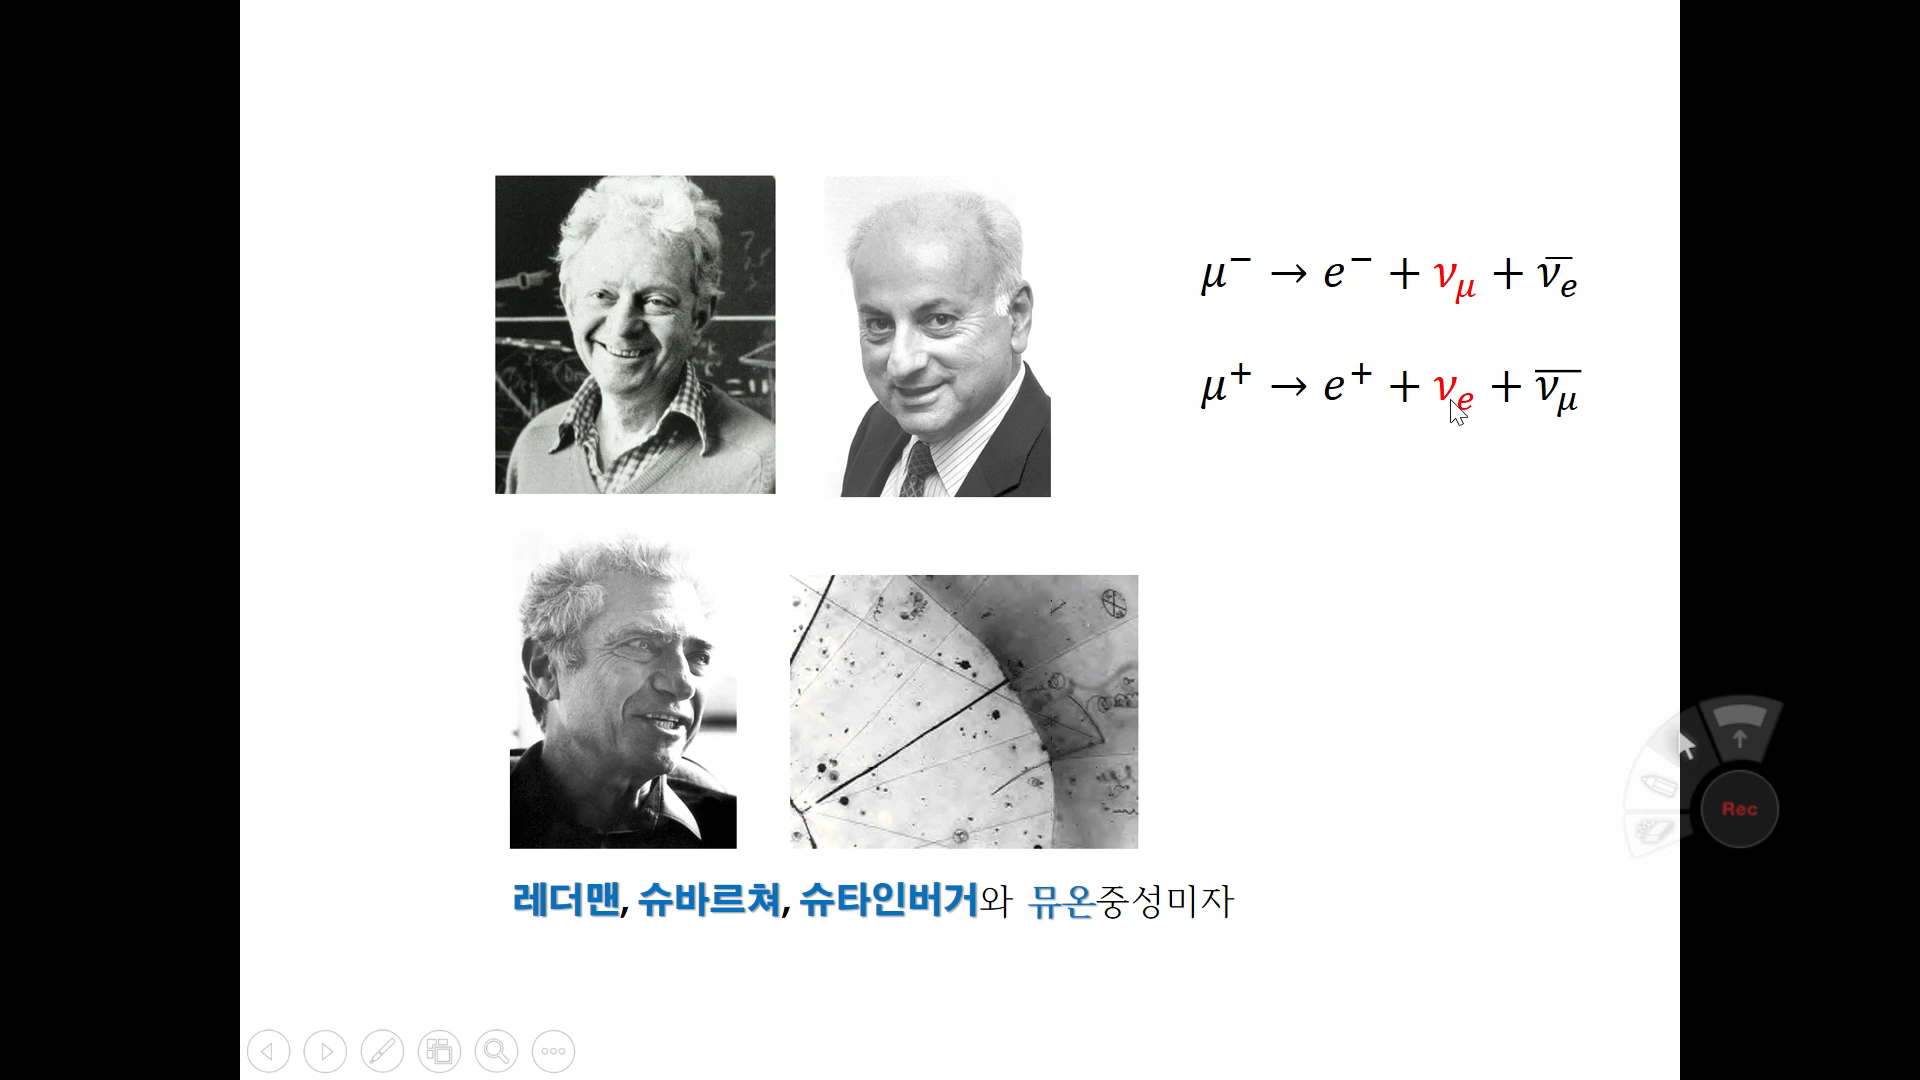 μ⁻ → e⁻ + ν_μ + ν̅_e
μ⁺ → e⁺ + ν_e + ν̅_μ
레더맨, 슈바르쳐, 슈타인버거와 뮤온중성미자
Rec